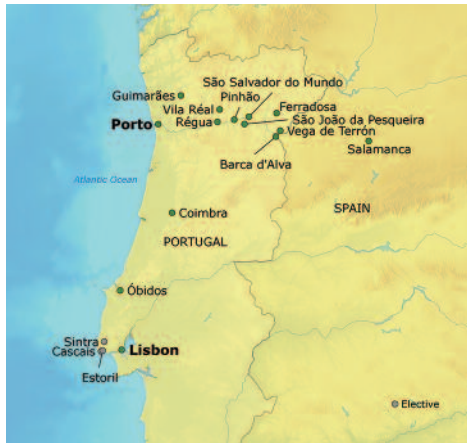 São Salvador do Mundo
Guimarães
Pinhão
Vila Réal
Ferradosa
Régua
São João da Pesqueira
Porto
Vega de Terrón
Salamanca
Barca d'Alva
Atlantic Ocean
Coimbra
SPAIN
PORTUGAL
Óbidos
Sintra
Cascais
Lisbon
Estoril
Elective